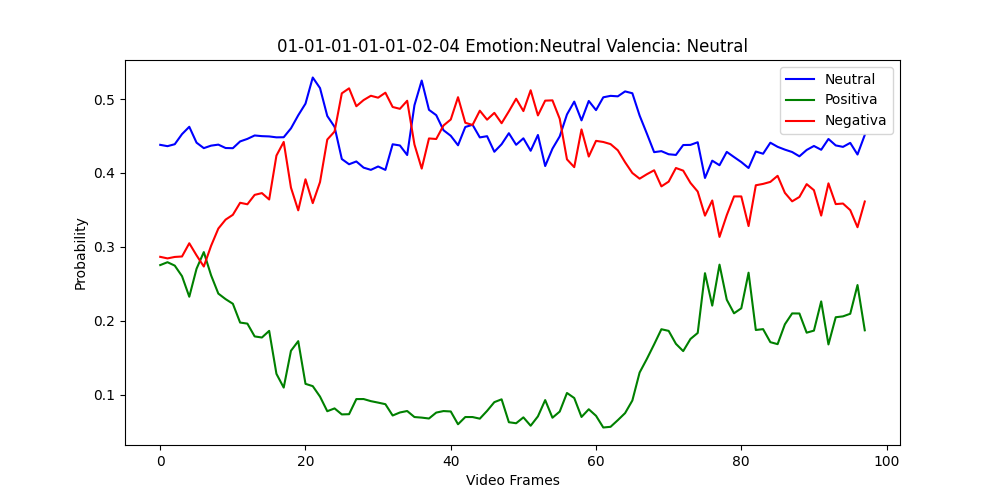 01-01-01-01-01-02-04 Emotion:Neutral Valencia: Neutral
Neutral
Positiva
Negativa
Probability
0.5
0.4
0.3
0.2
0.1
0 20 40 60 80 100
Video Frames